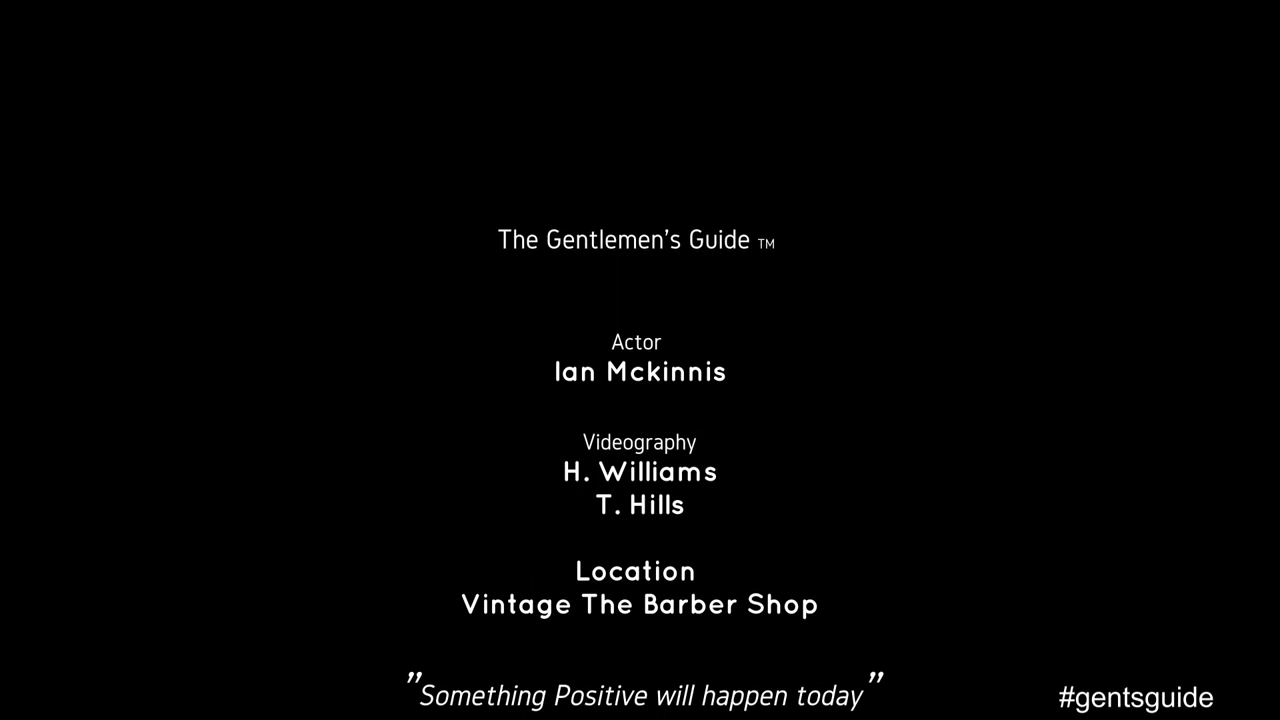 The Gentlemen's Guide TM
Actor
Ian Mckinnis
Videography
H. Williams
T. Hills
Location
Vintage The Barber Shop
"Something Positive will happen today"
#gentsguide